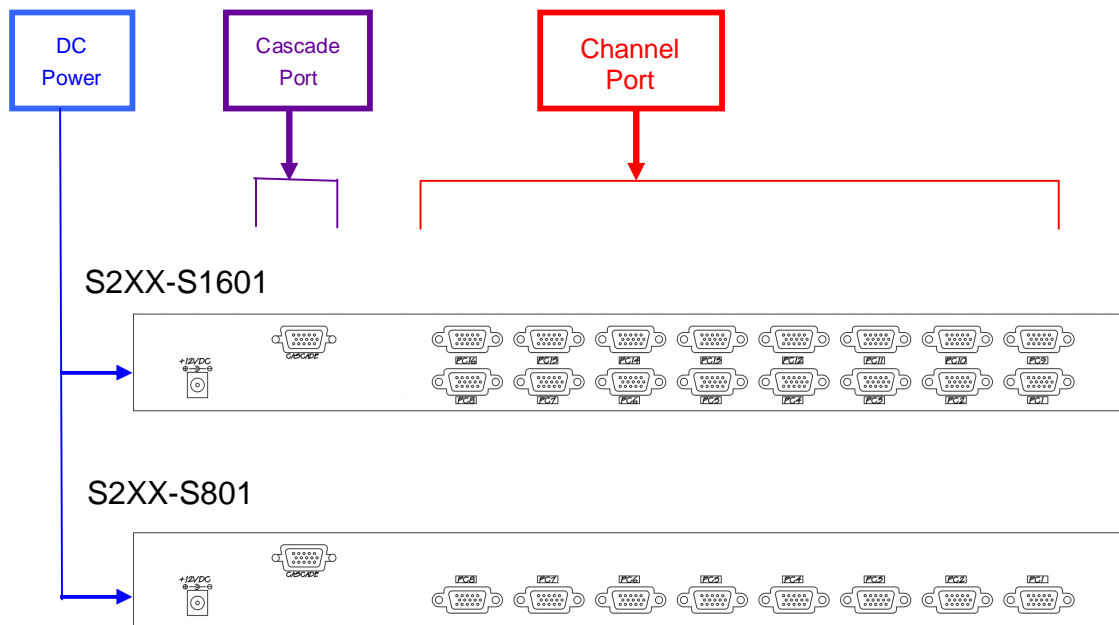 DC
Power
Cascade
Port
Channel
Port
S2XX-S1601
+12VDC
CASCADE
PC16 PC15 PC14 PC13 PC12 PC11 PC10 PC9
PC8 PC7 PC6 PC5 PC4 PC3 PC2 PC1
S2XX-S801
+12VDC
CASCADE
PC8 PC7 PC6 PC5 PC4 PC3 PC2 PC1